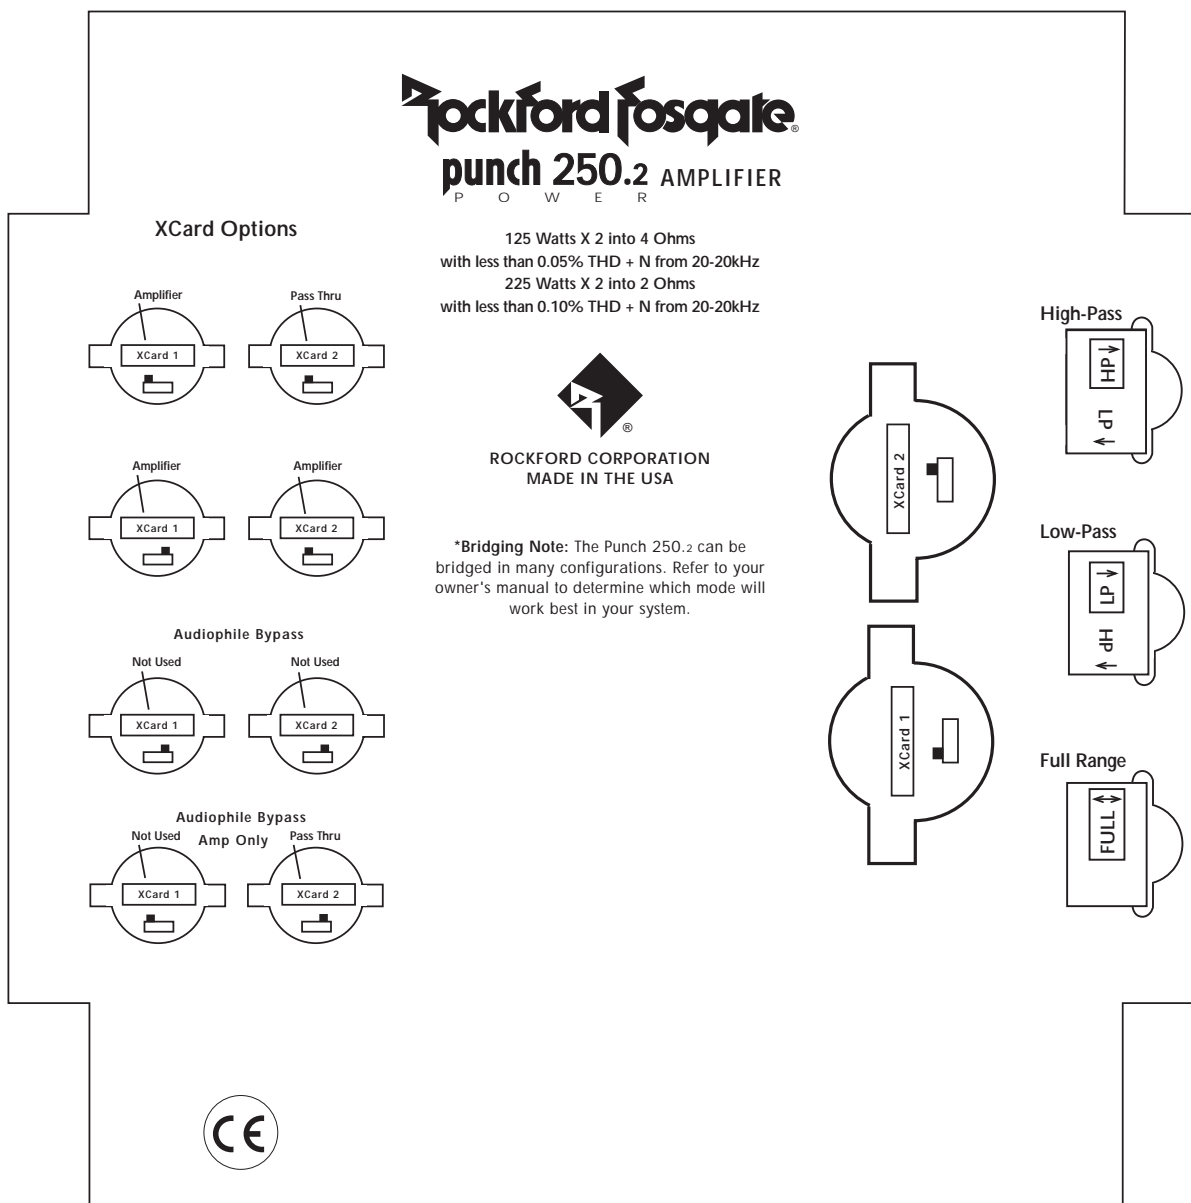 Rockford Fosgate®
punch 250.2 AMPLIFIER
POWER
125 Watts X 2 into 4 Ohms
with less than 0.05% THD + N from 20-20kHz
225 Watts X 2 into 2 Ohms
with less than 0.10% THD + N from 20-20kHz
®
ROCKFORD CORPORATION
MADE IN THE USA
*Bridging Note: The Punch 250.2 can be
bridged in many configurations. Refer to your
owner's manual to determine which mode will
work best in your system.
XCard Options
Amplifier
Pass Thru
XCard 1
XCard 2
Amplifier
Amplifier
XCard 1
XCard 2
Audiophile Bypass
Not Used
Not Used
XCard 1
XCard 2
Audiophile Bypass
Amp Only
Not Used
Pass Thru
XCard 1
XCard 2
XCard 2
XCard 1
High-Pass
HP
LP
Low-Pass
LP
HP
Full Range
FULL
CE